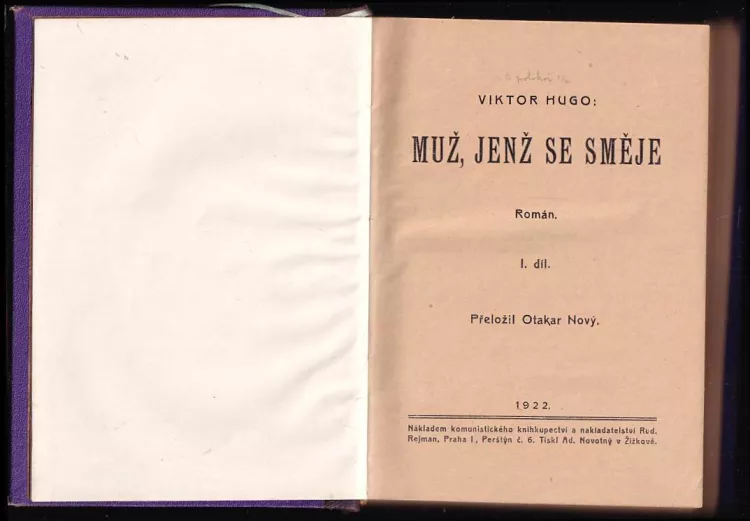 VIKTOR HUGO:
MUŽ, JENŽ SE SMĚJE
Román.
I. díl.
Přeložil Otakar Nový.
1922.
Nákladem komunistického knihkupectví a nakladatelství Rud.
Rejman, Praha I., Perštýn č. 6. Tiskl Ad. Novotný v Žižkově.